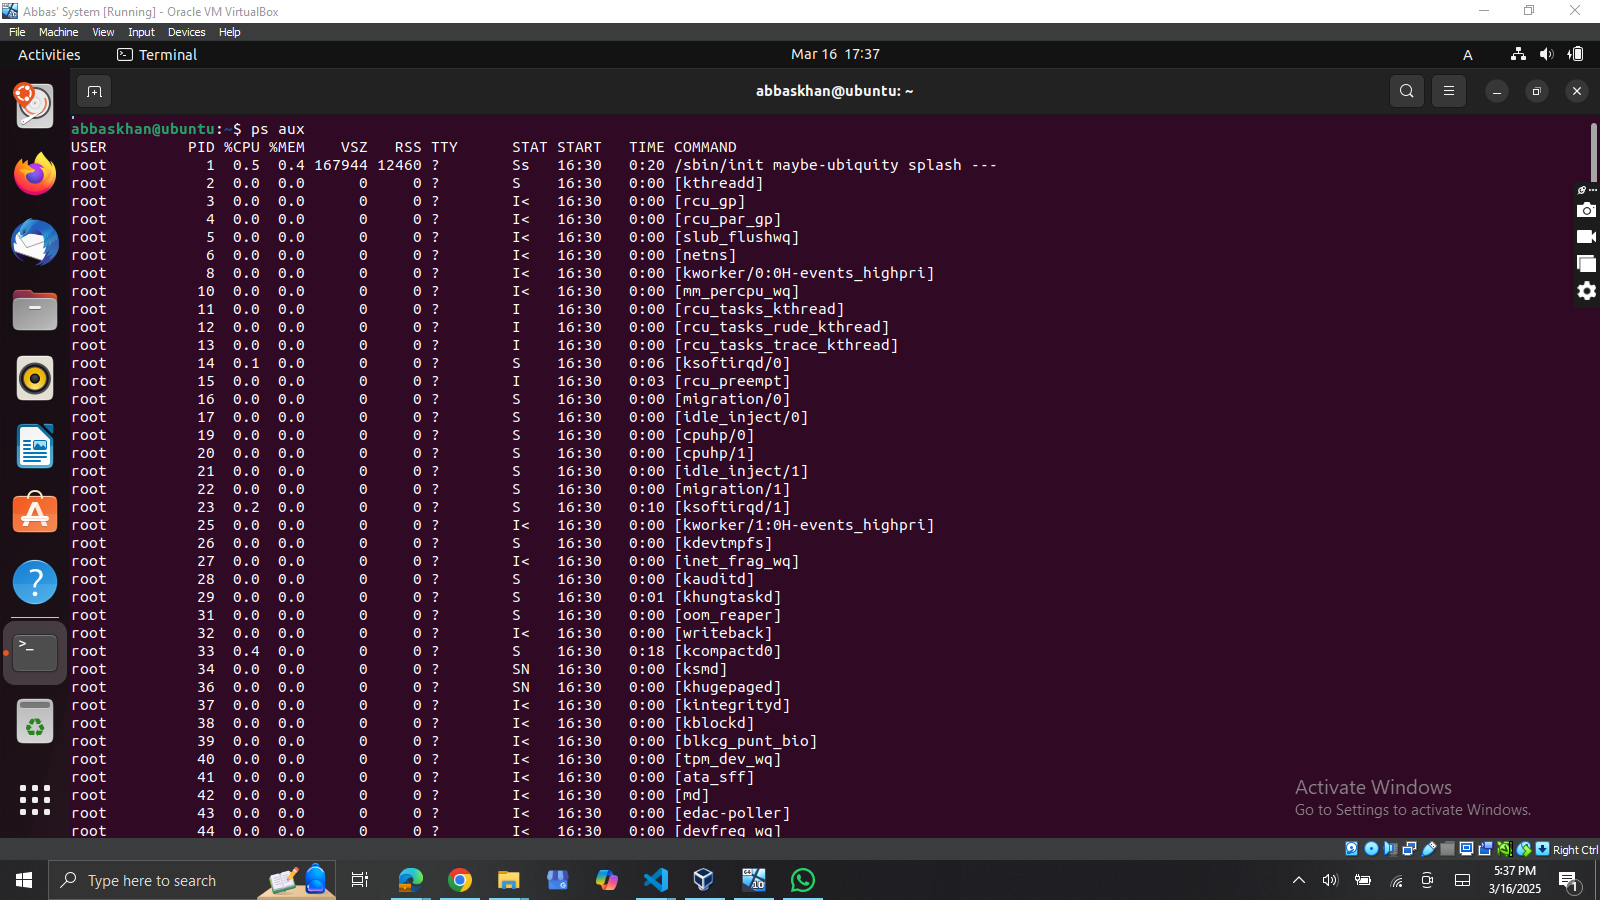 Abbas' System [Running] - Oracle VM VirtualBox
File Machine View Input Devices Help
Activities Terminal Mar 16 17:37 A
abbaskhan@ubuntu: ~
abbaskhan@ubuntu:~$ ps aux
USER PID %CPU %MEM VSZ RSS TTY STAT START TIME COMMAND
root 1 0.5 0.4 167944 12460 ? Ss 16:30 0:20 /sbin/init maybe-ubiquity splash ---
root 2 0.0 0.0 0 0 ? S 16:30 0:00 [kthreadd]
root 3 0.0 0.0 0 0 ? I< 16:30 0:00 [rcu_gp]
root 4 0.0 0.0 0 0 ? I< 16:30 0:00 [rcu_par_gp]
root 5 0.0 0.0 0 0 ? I< 16:30 0:00 [slub_flushwq]
root 6 0.0 0.0 0 0 ? I< 16:30 0:00 [netns]
root 8 0.0 0.0 0 0 ? I< 16:30 0:00 [kworker/0:0H-events_highpri]
root 10 0.0 0.0 0 0 ? I< 16:30 0:00 [mm_percpu_wq]
root 11 0.0 0.0 0 0 ? I 16:30 0:00 [rcu_tasks_kthread]
root 12 0.0 0.0 0 0 ? I 16:30 0:00 [rcu_tasks_rude_kthread]
root 13 0.0 0.0 0 0 ? I 16:30 0:00 [rcu_tasks_trace_kthread]
root 14 0.1 0.0 0 0 ? S 16:30 0:06 [ksoftirqd/0]
root 15 0.0 0.0 0 0 ? I 16:30 0:03 [rcu_preempt]
root 16 0.0 0.0 0 0 ? S 16:30 0:00 [migration/0]
root 17 0.0 0.0 0 0 ? S 16:30 0:00 [idle_inject/0]
root 19 0.0 0.0 0 0 ? S 16:30 0:00 [cpuhp/0]
root 20 0.0 0.0 0 0 ? S 16:30 0:00 [cpuhp/1]
root 21 0.0 0.0 0 0 ? S 16:30 0:00 [idle_inject/1]
root 22 0.0 0.0 0 0 ? S 16:30 0:00 [migration/1]
root 23 0.2 0.0 0 0 ? S 16:30 0:10 [ksoftirqd/1]
root 25 0.0 0.0 0 0 ? I< 16:30 0:00 [kworker/1:0H-events_highpri]
root 26 0.0 0.0 0 0 ? S 16:30 0:00 [kdevtmpfs]
root 27 0.0 0.0 0 0 ? I< 16:30 0:00 [inet_frag_wq]
root 28 0.0 0.0 0 0 ? S 16:30 0:00 [kauditd]
root 29 0.0 0.0 0 0 ? S 16:30 0:01 [khungtaskd]
root 31 0.0 0.0 0 0 ? S 16:30 0:00 [oom_reaper]
root 32 0.0 0.0 0 0 ? I< 16:30 0:00 [writeback]
root 33 0.4 0.0 0 0 ? S 16:30 0:18 [kcompactd0]
root 34 0.0 0.0 0 0 ? SN 16:30 0:00 [ksmd]
root 36 0.0 0.0 0 0 ? SN 16:30 0:00 [khugepaged]
root 37 0.0 0.0 0 0 ? I< 16:30 0:00 [kintegrityd]
root 38 0.0 0.0 0 0 ? I< 16:30 0:00 [kblockd]
root 39 0.0 0.0 0 0 ? I< 16:30 0:00 [blkcg_punt_bio]
root 40 0.0 0.0 0 0 ? I< 16:30 0:00 [tpm_dev_wq]
root 41 0.0 0.0 0 0 ? I< 16:30 0:00 [ata_sff]
root 42 0.0 0.0 0 0 ? I< 16:30 0:00 [md]
root 43 0.0 0.0 0 0 ? I< 16:30 0:00 [edac-poller]
root 44 0.0 0.0 0 0 ? I< 16:30 0:00 [devfreq_wq]
Activate Windows
Go to Settings to activate Windows.
Right Ctrl
Type here to search
5:37 PM
3/16/2025
1